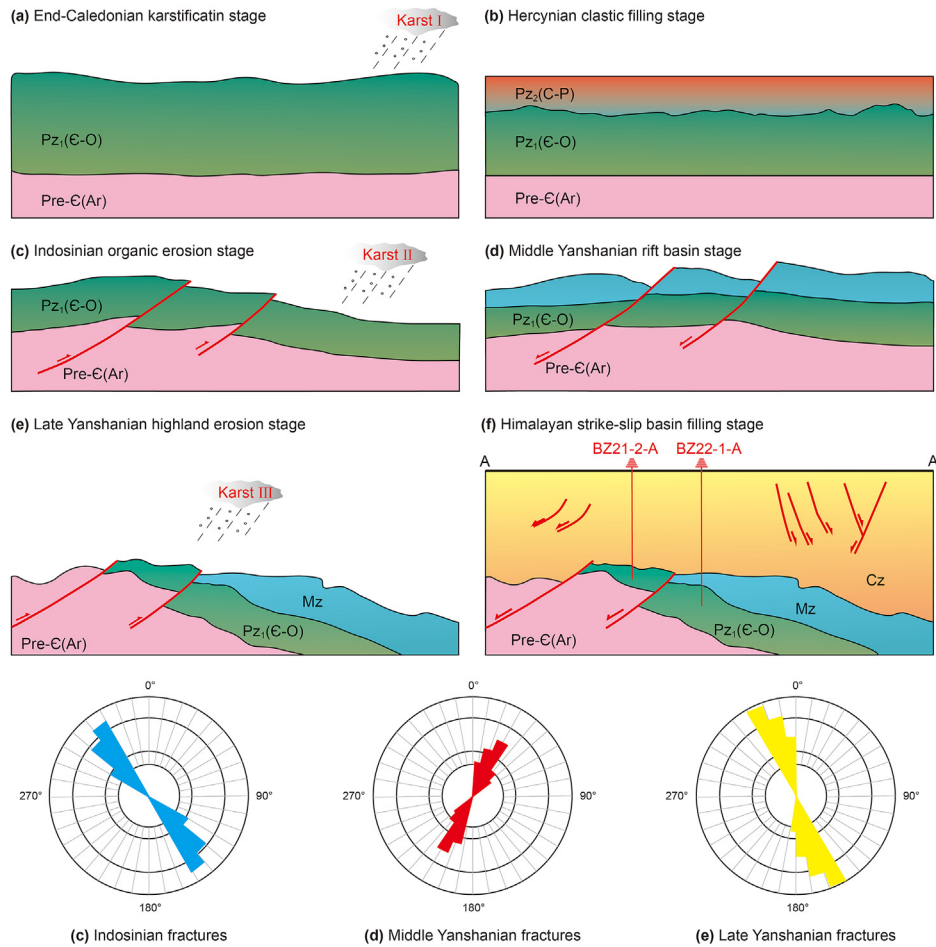 (a) End-Caledonian karstificatin stage
Karst I
Pz₁(Є-O)
Pre-Є(Ar)
(b) Hercynian clastic filling stage
Pz₂(C-P)
Pz₁(Є-O)
Pre-Є(Ar)
(c) Indosinian organic erosion stage
Karst II
Pz₁(Є-O)
Pre-Є(Ar)
(d) Middle Yanshanian rift basin stage
Pz₁(Є-O)
Pre-Є(Ar)
(e) Late Yanshanian highland erosion stage
Karst III
Mz
Pz₁(Є-O)
Pre-Є(Ar)
(f) Himalayan strike-slip basin filling stage
A
BZ21-2-A
BZ22-1-A
A
Cz
Mz
Pz₁(Є-O)
Pre-Є(Ar)
0°
270°
90°
180°
(c) Indosinian fractures
0°
270°
90°
180°
(d) Middle Yanshanian fractures
0°
270°
90°
180°
(e) Late Yanshanian fractures